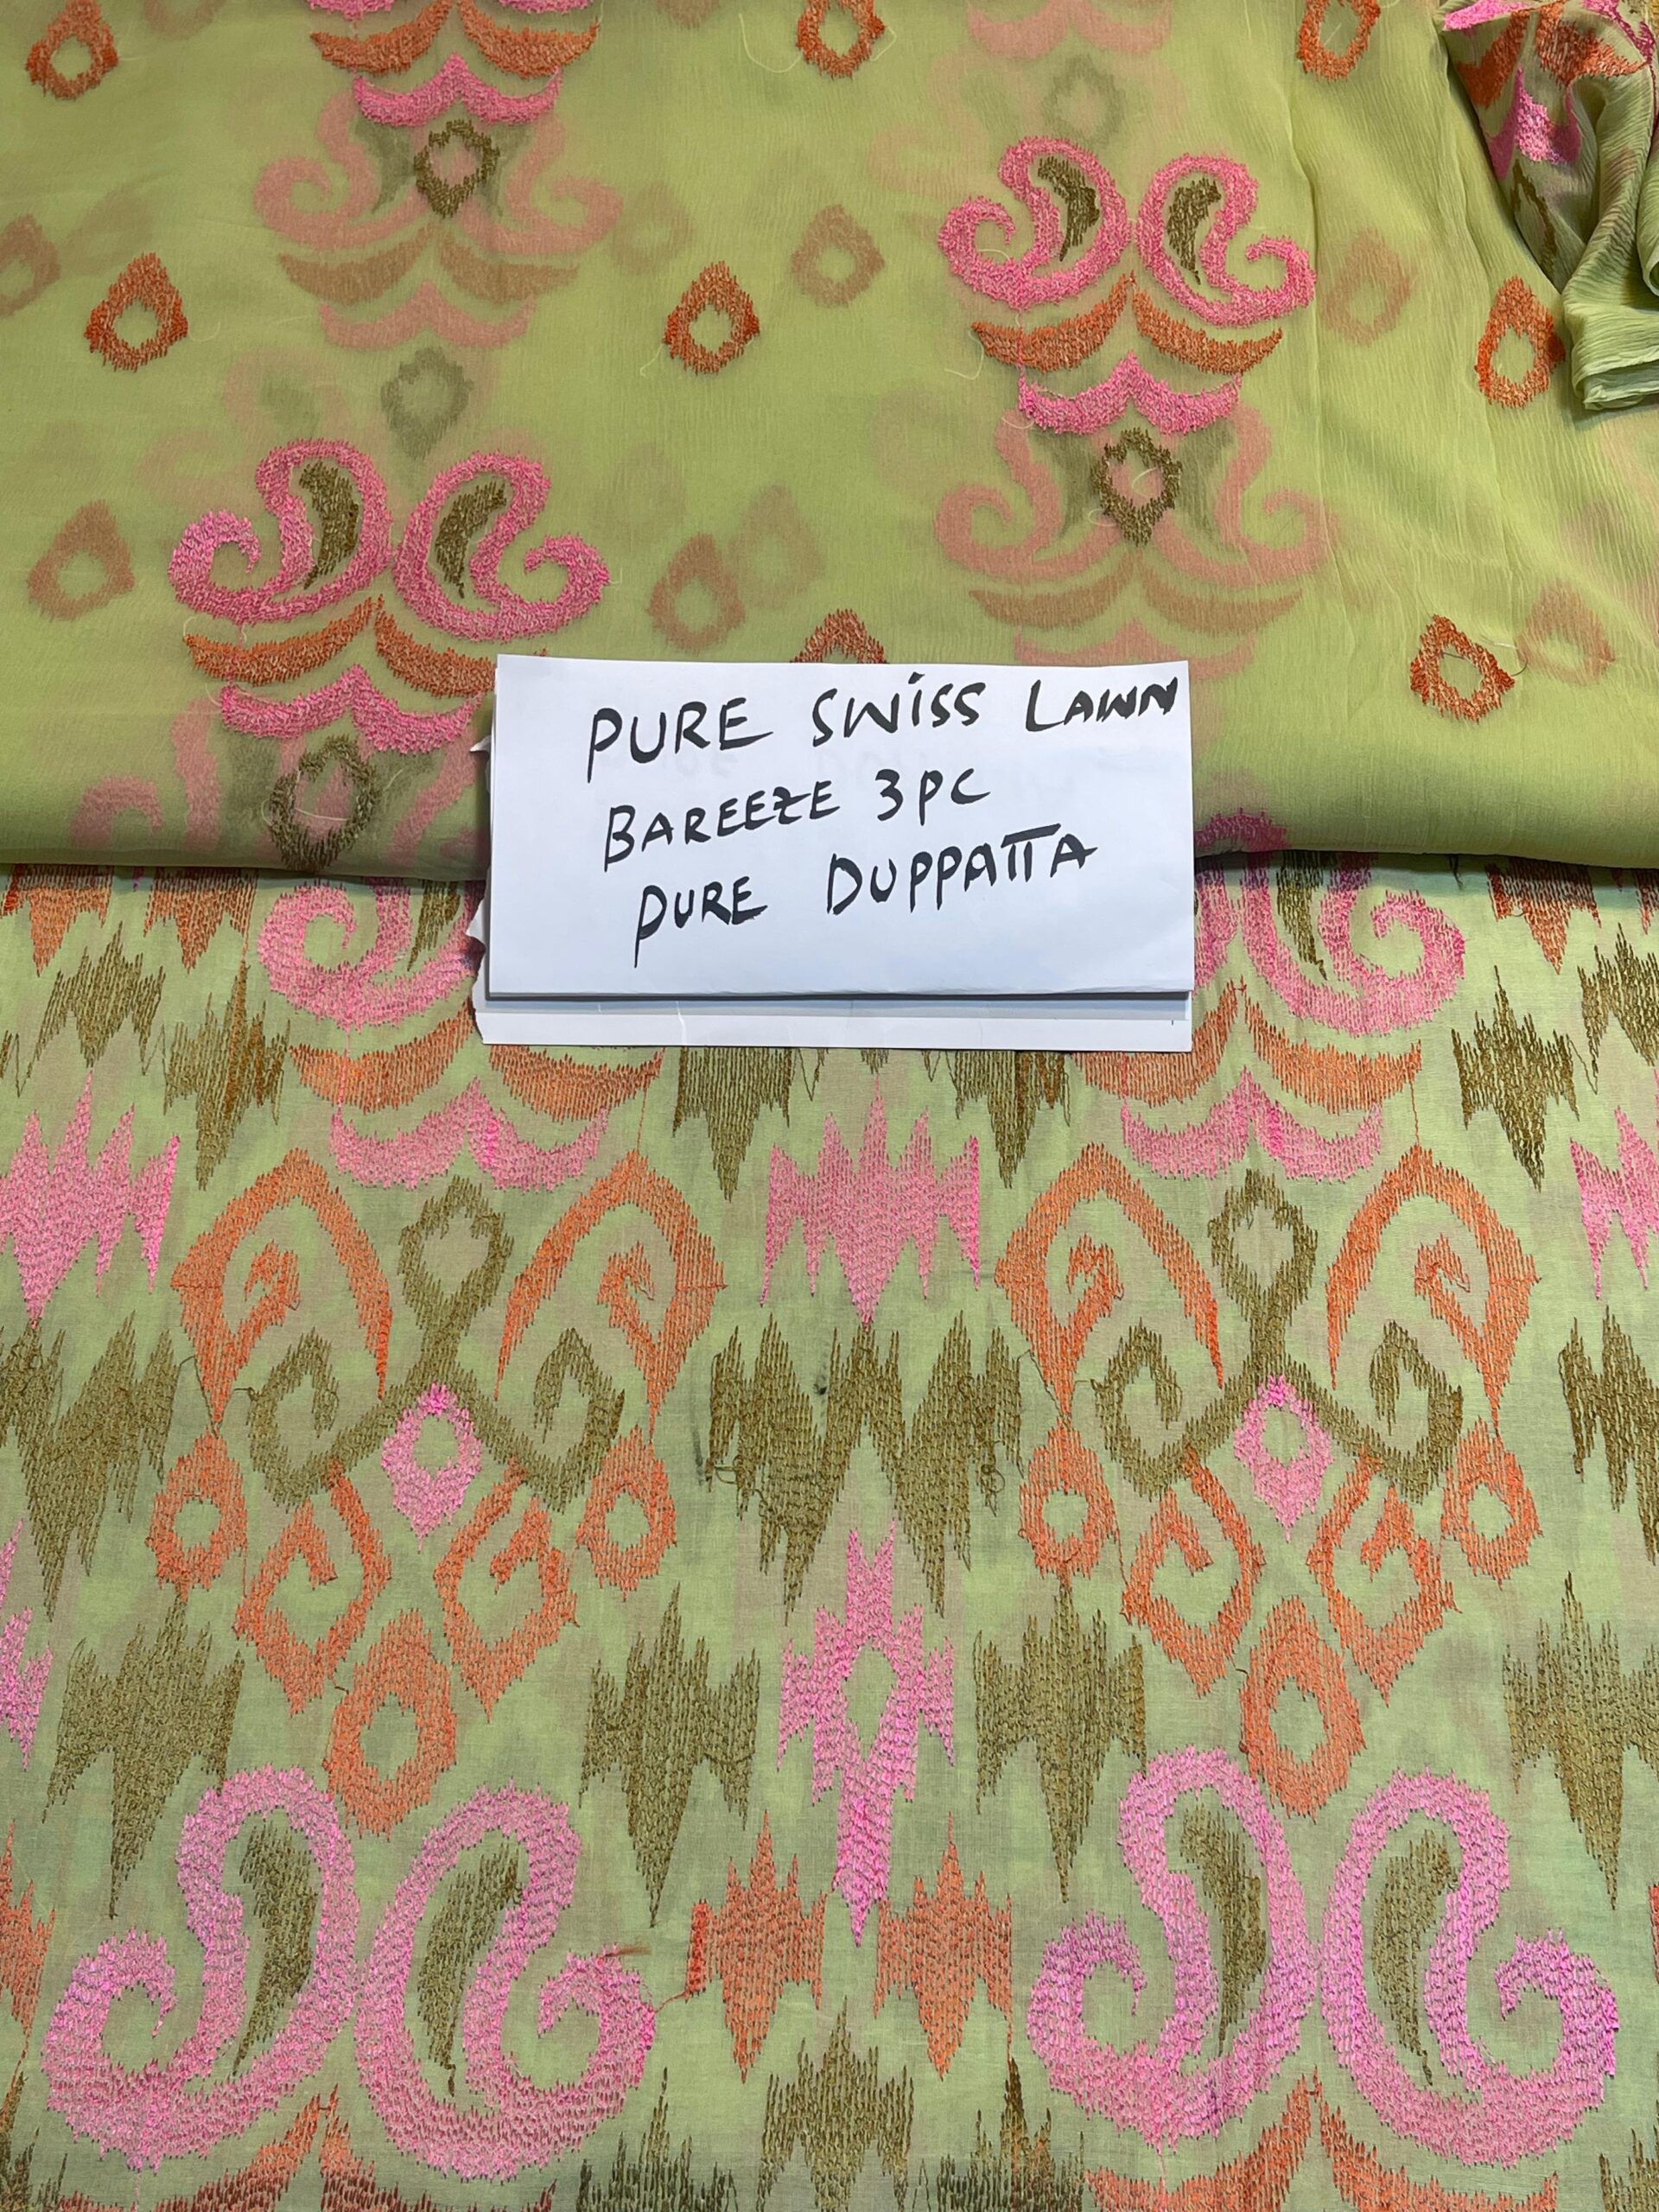 PURE SWiSS LAWN
BAREEZE 3PC
PURE DUPPATTA